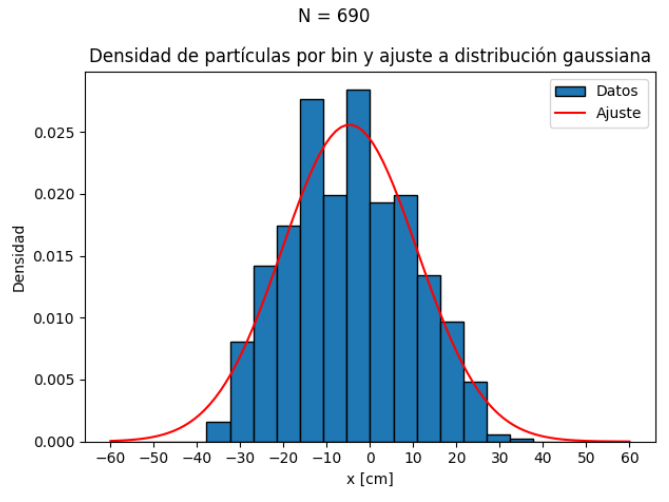 N = 690
Densidad de partículas por bin y ajuste a distribución gaussiana
Datos
Ajuste
Densidad
0.025
0.020
0.015
0.010
0.005
0.000
−60 −50 −40 −30 −20 −10 0 10 20 30 40 50 60
x [cm]